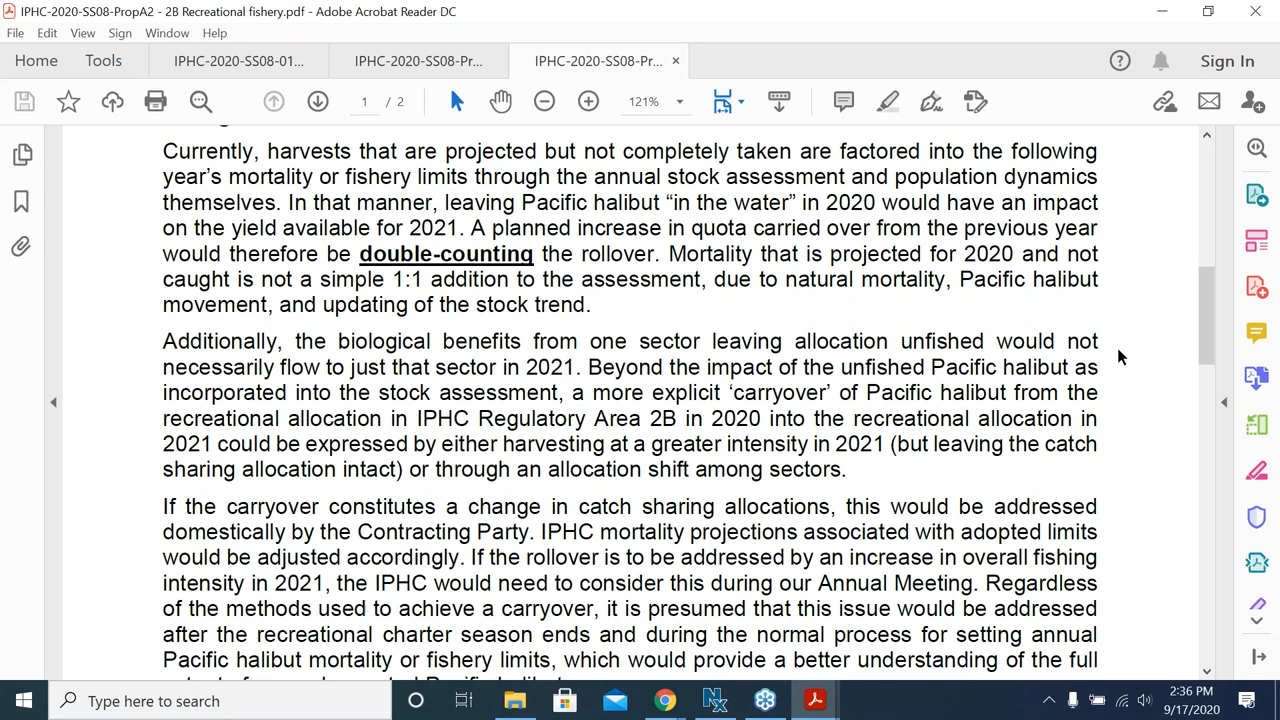 IPHC-2020-SS08-PropA2 - 2B Recreational fishery.pdf - Adobe Acrobat Reader DC
File Edit View Sign Window Help
Home Tools IPHC-2020-SS08-01... IPHC-2020-SS08-Pr... IPHC-2020-SS08-Pr... × Sign In
1 / 2 121%
Currently, harvests that are projected but not completely taken are factored into the following
year's mortality or fishery limits through the annual stock assessment and population dynamics
themselves. In that manner, leaving Pacific halibut “in the water” in 2020 would have an impact
on the yield available for 2021. A planned increase in quota carried over from the previous year
would therefore be double-counting the rollover. Mortality that is projected for 2020 and not
caught is not a simple 1:1 addition to the assessment, due to natural mortality, Pacific halibut
movement, and updating of the stock trend.
Additionally, the biological benefits from one sector leaving allocation unfished would not
necessarily flow to just that sector in 2021. Beyond the impact of the unfished Pacific halibut as
incorporated into the stock assessment, a more explicit ‘carryover’ of Pacific halibut from the
recreational allocation in IPHC Regulatory Area 2B in 2020 into the recreational allocation in
2021 could be expressed by either harvesting at a greater intensity in 2021 (but leaving the catch
sharing allocation intact) or through an allocation shift among sectors.
If the carryover constitutes a change in catch sharing allocations, this would be addressed
domestically by the Contracting Party. IPHC mortality projections associated with adopted limits
would be adjusted accordingly. If the rollover is to be addressed by an increase in overall fishing
intensity in 2021, the IPHC would need to consider this during our Annual Meeting. Regardless
of the methods used to achieve a carryover, it is presumed that this issue would be addressed
after the recreational charter season ends and during the normal process for setting annual
Pacific halibut mortality or fishery limits, which would provide a better understanding of the full
Type here to search
2:36 PM
9/17/2020